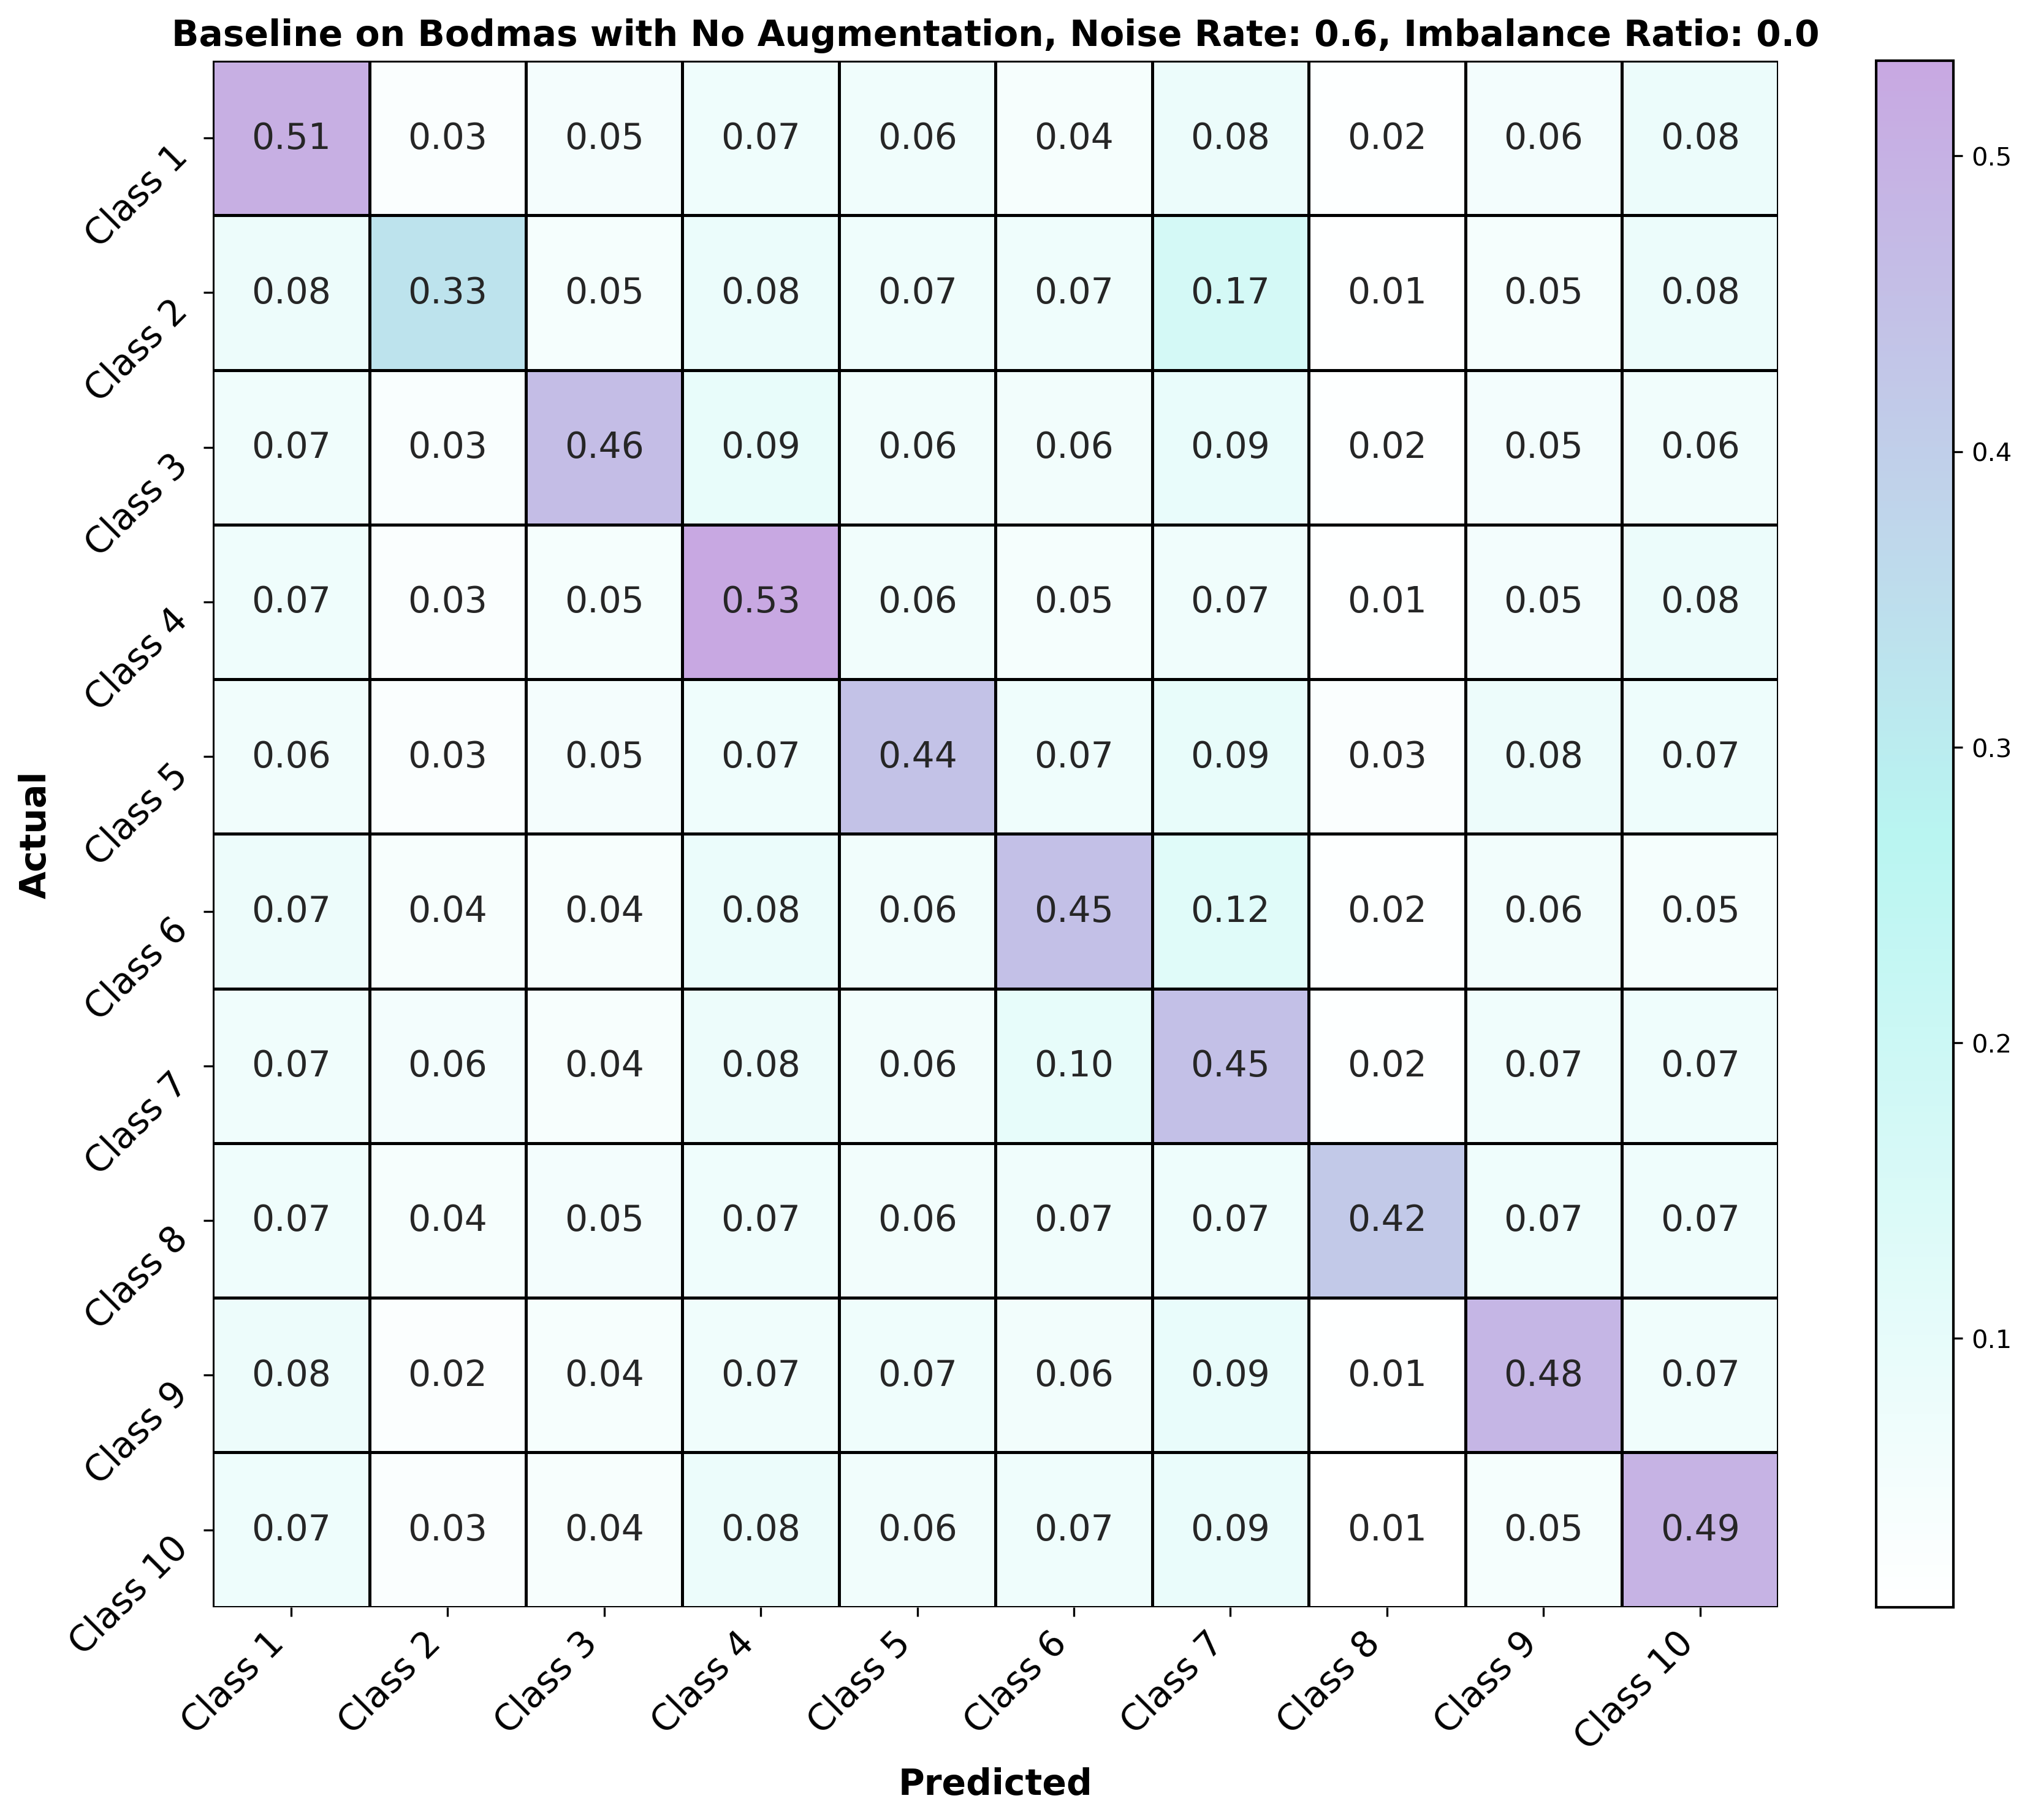 Baseline on Bodmas with No Augmentation, Noise Rate: 0.6, Imbalance Ratio: 0.0
Actual
Class 1 0.51 0.03 0.05 0.07 0.06 0.04 0.08 0.02 0.06 0.08
Class 2 0.08 0.33 0.05 0.08 0.07 0.07 0.17 0.01 0.05 0.08
Class 3 0.07 0.03 0.46 0.09 0.06 0.06 0.09 0.02 0.05 0.06
Class 4 0.07 0.03 0.05 0.53 0.06 0.05 0.07 0.01 0.05 0.08
Class 5 0.06 0.03 0.05 0.07 0.44 0.07 0.09 0.03 0.08 0.07
Class 6 0.07 0.04 0.04 0.08 0.06 0.45 0.12 0.02 0.06 0.05
Class 7 0.07 0.06 0.04 0.08 0.06 0.10 0.45 0.02 0.07 0.07
Class 8 0.07 0.04 0.05 0.07 0.06 0.07 0.07 0.42 0.07 0.07
Class 9 0.08 0.02 0.04 0.07 0.07 0.06 0.09 0.01 0.48 0.07
Class 10 0.07 0.03 0.04 0.08 0.06 0.07 0.09 0.01 0.05 0.49
Class 1 Class 2 Class 3 Class 4 Class 5 Class 6 Class 7 Class 8 Class 9 Class 10
Predicted
0.5
0.4
0.3
0.2
0.1